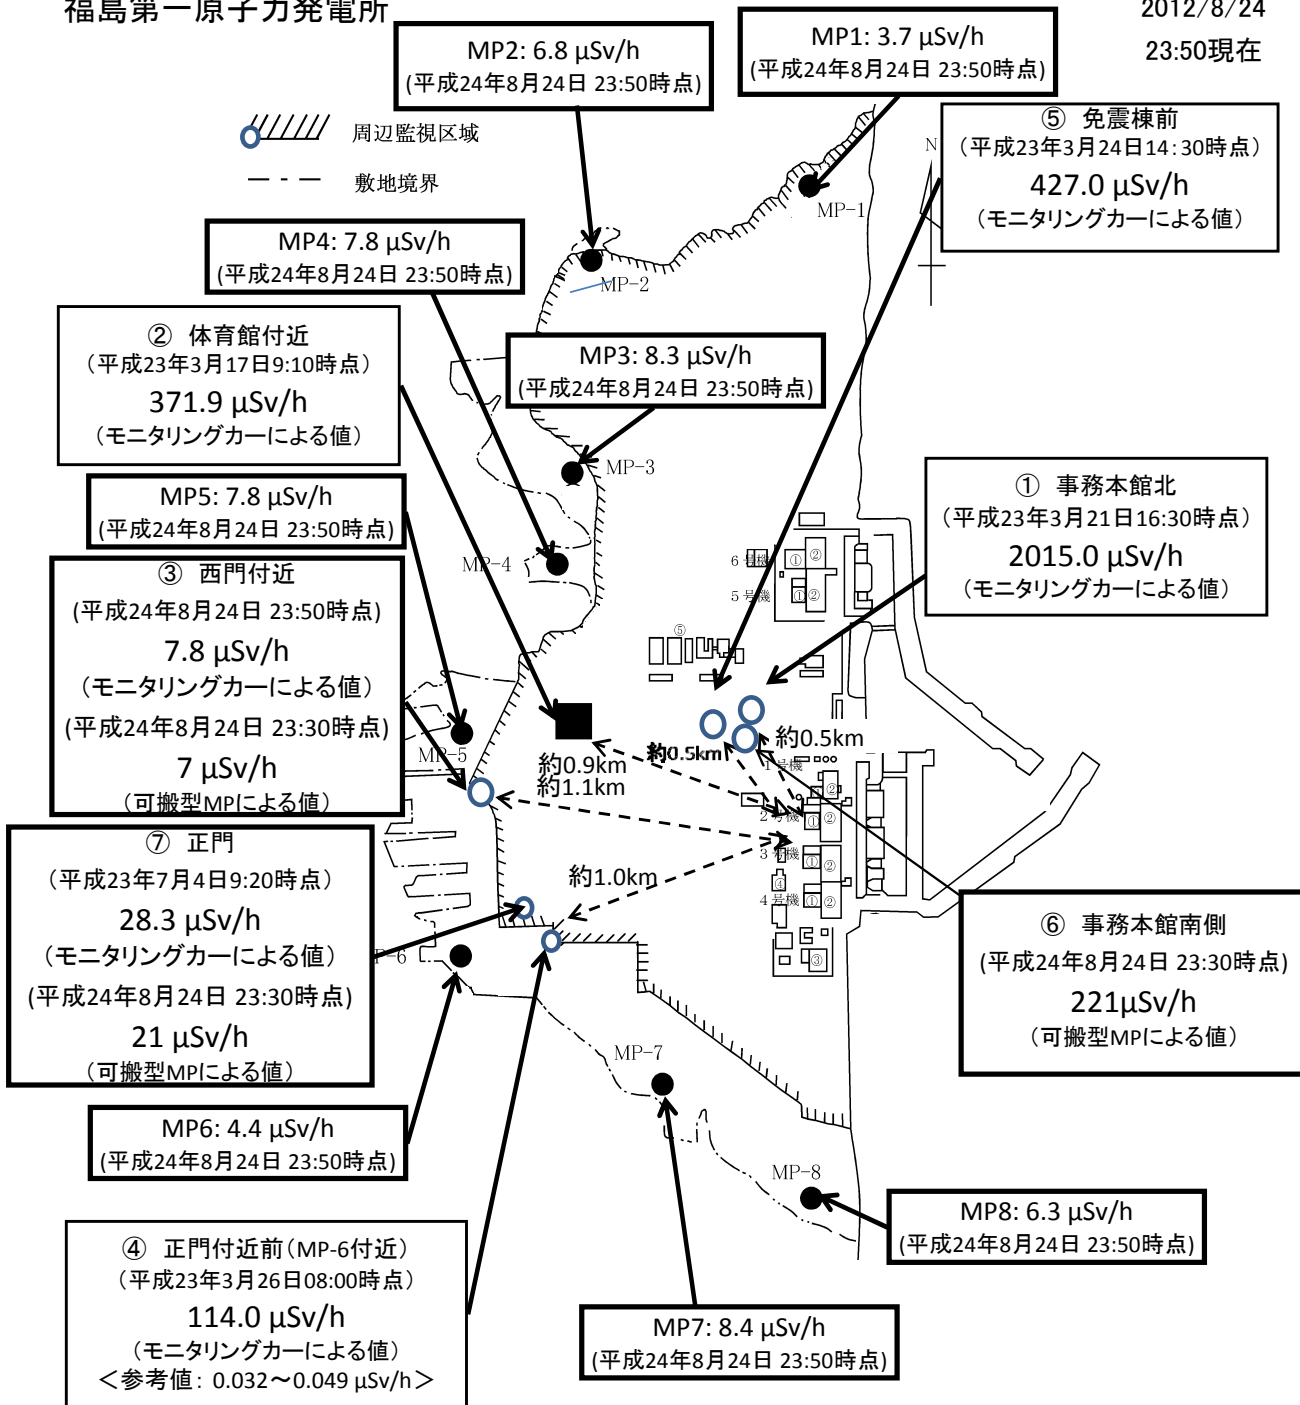 福島第一原子力発電所
2012/8/24
23:50現在
MP2: 6.8 μSv/h
(平成24年8月24日 23:50時点)
MP1: 3.7 μSv/h
(平成24年8月24日 23:50時点)
周辺監視区域
敷地境界
⑤ 免震棟前
(平成23年3月24日14:30時点)
427.0 μSv/h
(モニタリングカーによる値)
N
MP-1
MP4: 7.8 μSv/h
(平成24年8月24日 23:50時点)
MP-2
② 体育館付近
(平成23年3月17日9:10時点)
371.9 μSv/h
(モニタリングカーによる値)
MP3: 8.3 μSv/h
(平成24年8月24日 23:50時点)
MP-3
MP5: 7.8 μSv/h
(平成24年8月24日 23:50時点)
① 事務本館北
(平成23年3月21日16:30時点)
2015.0 μSv/h
(モニタリングカーによる値)
MP-4
6号機
① ②
5号機
① ②
③ 西門付近
(平成24年8月24日 23:50時点)
7.8 μSv/h
(モニタリングカーによる値)
(平成24年8月24日 23:30時点)
7 μSv/h
(可搬型MPによる値)
⑤
MP-5
約0.9km
約1.1km
約0.5km
約0.5km
1号機
②
2号機
① ②
3号機
① ②
④
4号機
① ②
③
約1.0km
⑦ 正門
(平成23年7月4日9:20時点)
28.3 μSv/h
(モニタリングカーによる値)
(平成24年8月24日 23:30時点)
21 μSv/h
(可搬型MPによる値)
P-6
⑥ 事務本館南側
(平成24年8月24日 23:30時点)
221μSv/h
(可搬型MPによる値)
MP-7
MP6: 4.4 μSv/h
(平成24年8月24日 23:50時点)
MP-8
MP8: 6.3 μSv/h
(平成24年8月24日 23:50時点)
④ 正門付近前(MP-6付近)
(平成23年3月26日08:00時点)
114.0 μSv/h
(モニタリングカーによる値)
<参考値: 0.032～0.049 μSv/h>
MP7: 8.4 μSv/h
(平成24年8月24日 23:50時点)